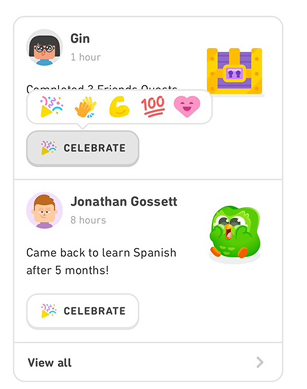 Gin
1 hour
Completed 3 Friends Quests
100
CELEBRATE
Jonathan Gossett
8 hours
Came back to learn Spanish
after 5 months!
CELEBRATE
View all